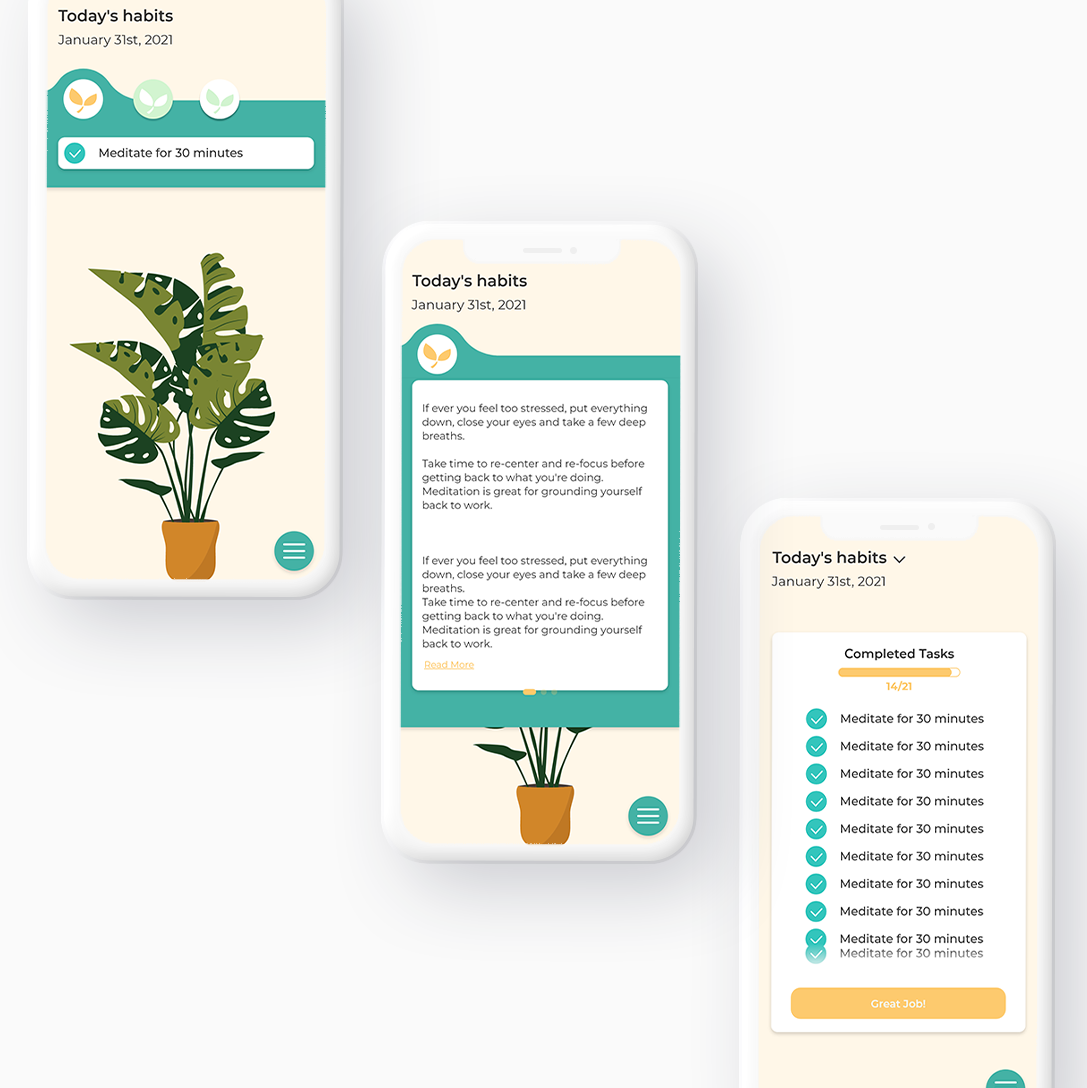 Today's habits
January 31st, 2021
Meditate for 30 minutes
Today's habits
January 31st, 2021
If ever you feel too stressed, put everything
down, close your eyes and take a few deep
breaths.
Take time to re-center and re-focus before
getting back to what you're doing.
Meditation is great for grounding yourself
back to work.
If ever you feel too stressed, put everything
down, close your eyes and take a few deep
breaths.
Take time to re-center and re-focus before
getting back to what you're doing.
Meditation is great for grounding yourself
back to work.
Read More
Today's habits
January 31st, 2021
Completed Tasks
14/21
Meditate for 30 minutes
Meditate for 30 minutes
Meditate for 30 minutes
Meditate for 30 minutes
Meditate for 30 minutes
Meditate for 30 minutes
Meditate for 30 minutes
Meditate for 30 minutes
Meditate for 30 minutes
Meditate for 30 minutes
Great Job!